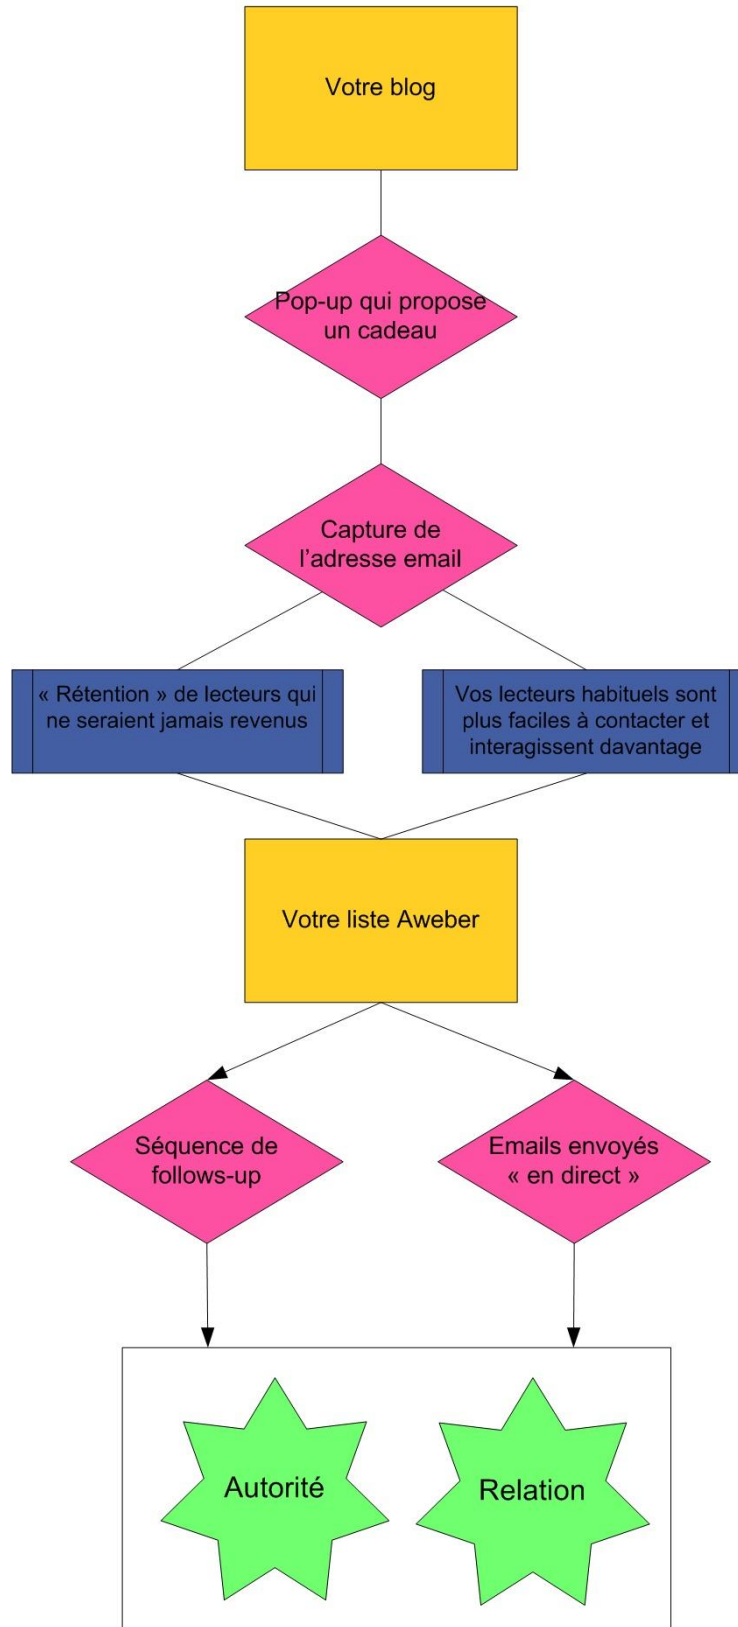 Votre blog
Pop-up qui propose
un cadeau
Capture de
l’adresse email
« Rétention » de lecteurs qui
ne seraient jamais revenus
Vos lecteurs habituels sont
plus faciles à contacter et
interagissent davantage
Votre liste Aweber
Séquence de
follows-up
Emails envoyés
« en direct »
Autorité
Relation